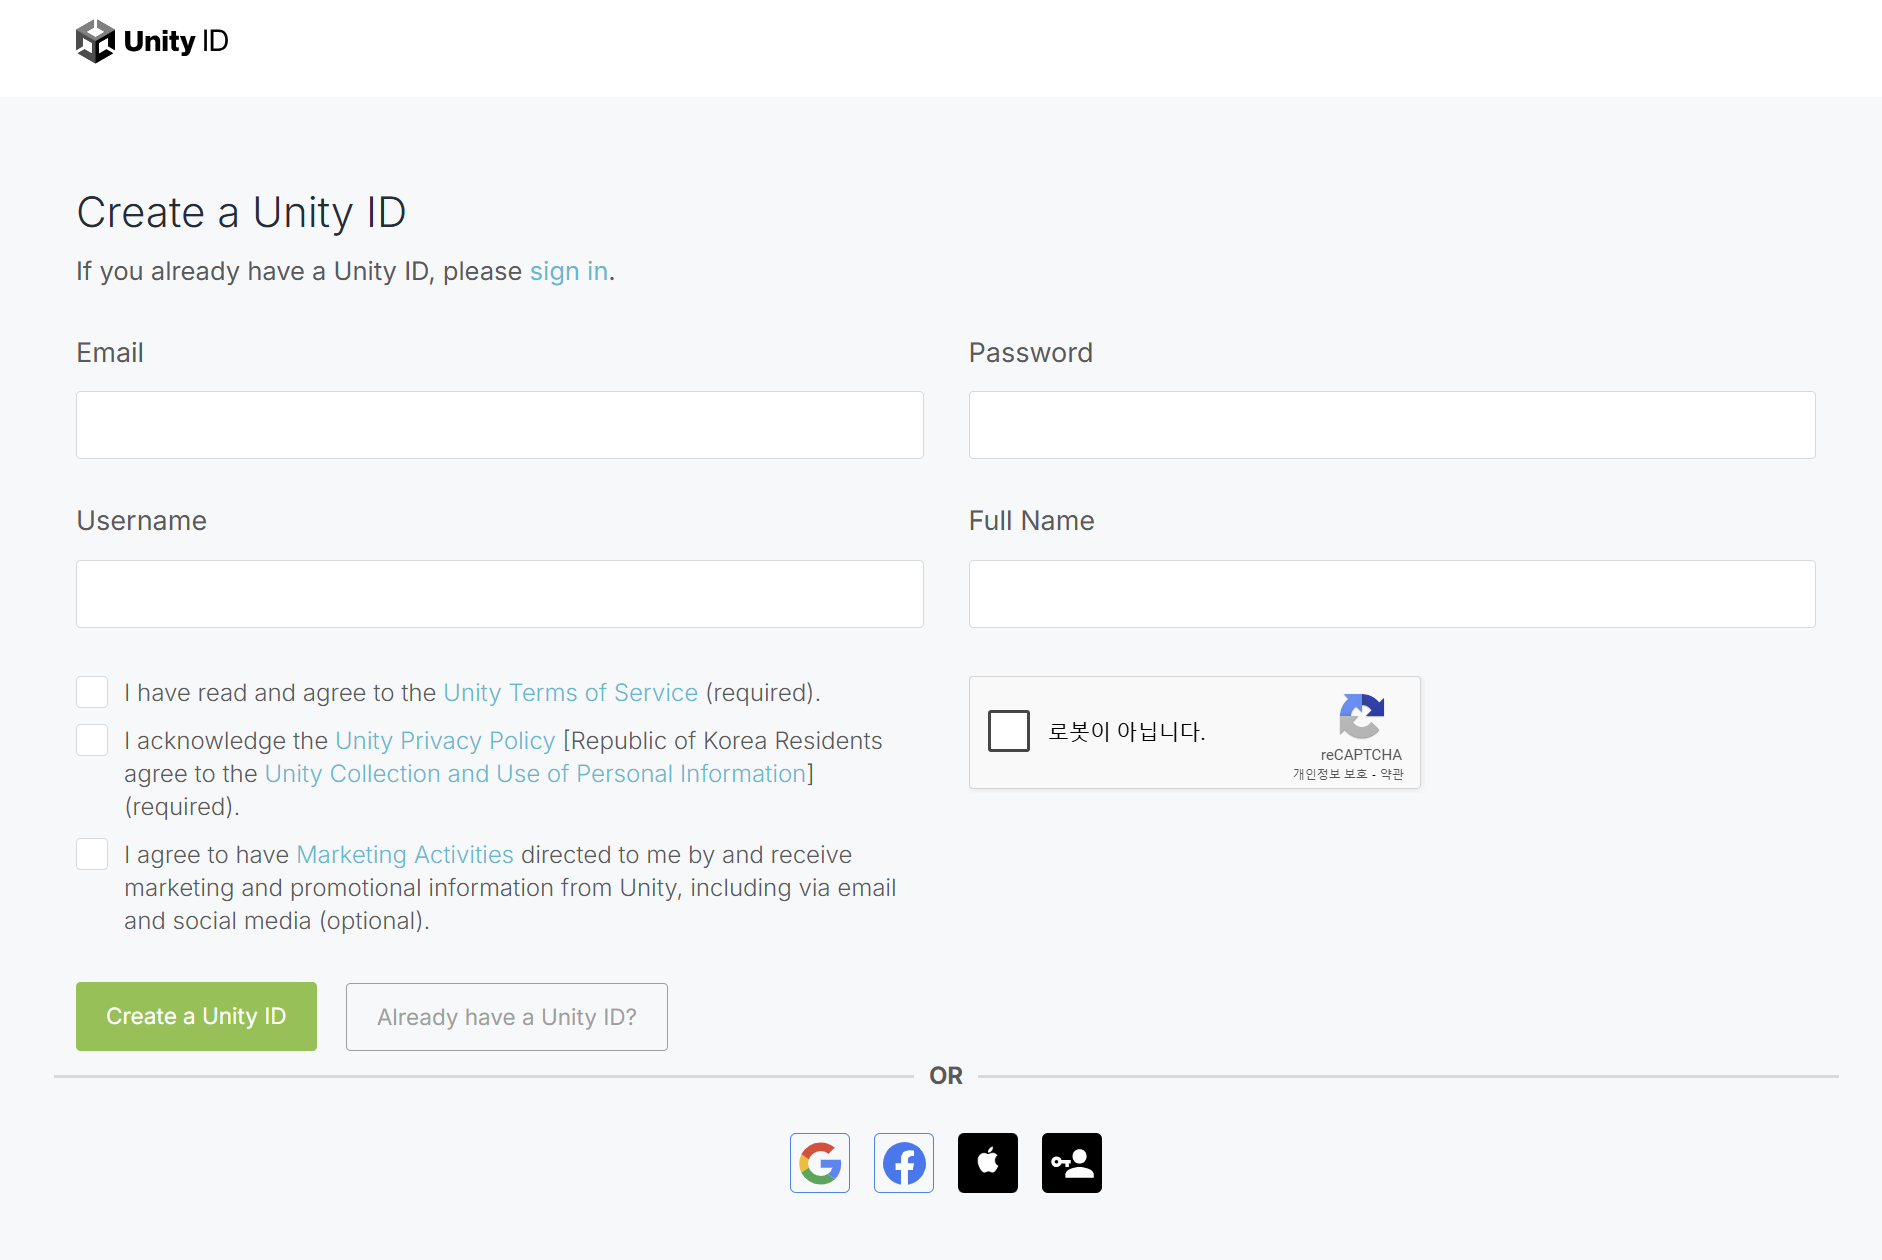 Unity ID
Create a Unity ID
If you already have a Unity ID, please sign in.
Email
Password
Username
Full Name
I have read and agree to the Unity Terms of Service (required).
I acknowledge the Unity Privacy Policy [Republic of Korea Residents
agree to the Unity Collection and Use of Personal Information]
(required).
I agree to have Marketing Activities directed to me by and receive
marketing and promotional information from Unity, including via email
and social media (optional).
로봇이 아닙니다.
reCAPTCHA
개인정보 보호 - 약관
Create a Unity ID
Already have a Unity ID?
OR